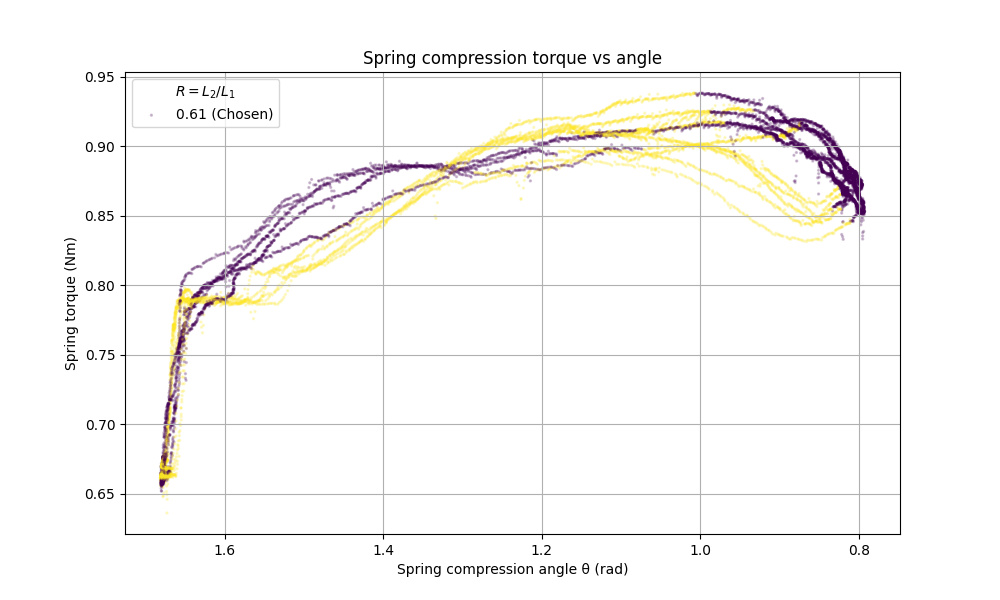 Spring compression torque vs angle
R = L₂/L₁
0.61 (Chosen)
Spring torque (Nm)
0.95
0.90
0.85
0.80
0.75
0.70
0.65
1.6
1.4
1.2
1.0
0.8
Spring compression angle θ (rad)